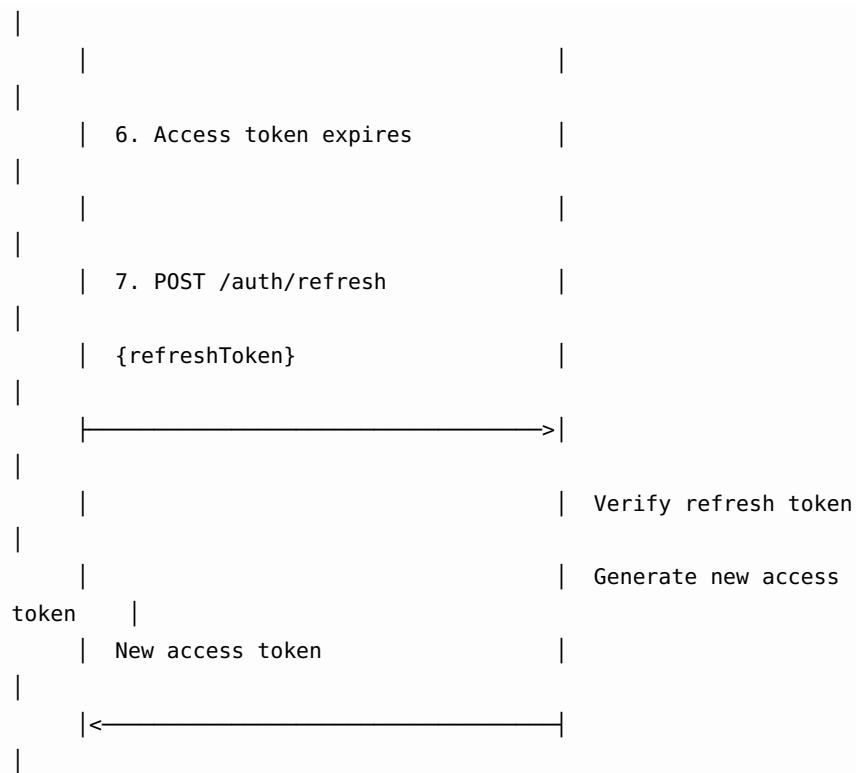 │
│ │
│
│ 6. Access token expires │
│
│ │
│
│ 7. POST /auth/refresh │
│
│ {refreshToken} │
│
├──────────────────────────────>│
│
│ │ Verify refresh token
│
│ │ Generate new access
token │
│ New access token │
│
│<──────────────────────────────┤
│